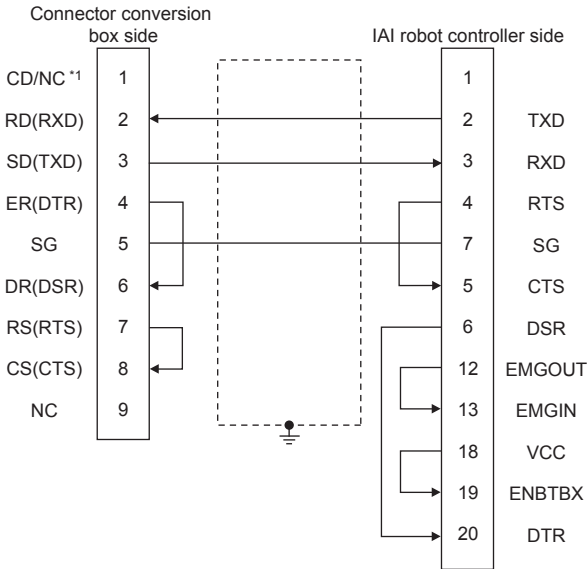 Connector conversion
box side
IAI robot controller side
CD/NC *1 1 1
RD(RXD) 2 2 TXD
SD(TXD) 3 3 RXD
ER(DTR) 4 4 RTS
SG 5 7 SG
DR(DSR) 6 5 CTS
RS(RTS) 7 6 DSR
CS(CTS) 8 12 EMGOUT
NC 9 13 EMGIN
18 VCC
19 ENBTBX
20 DTR